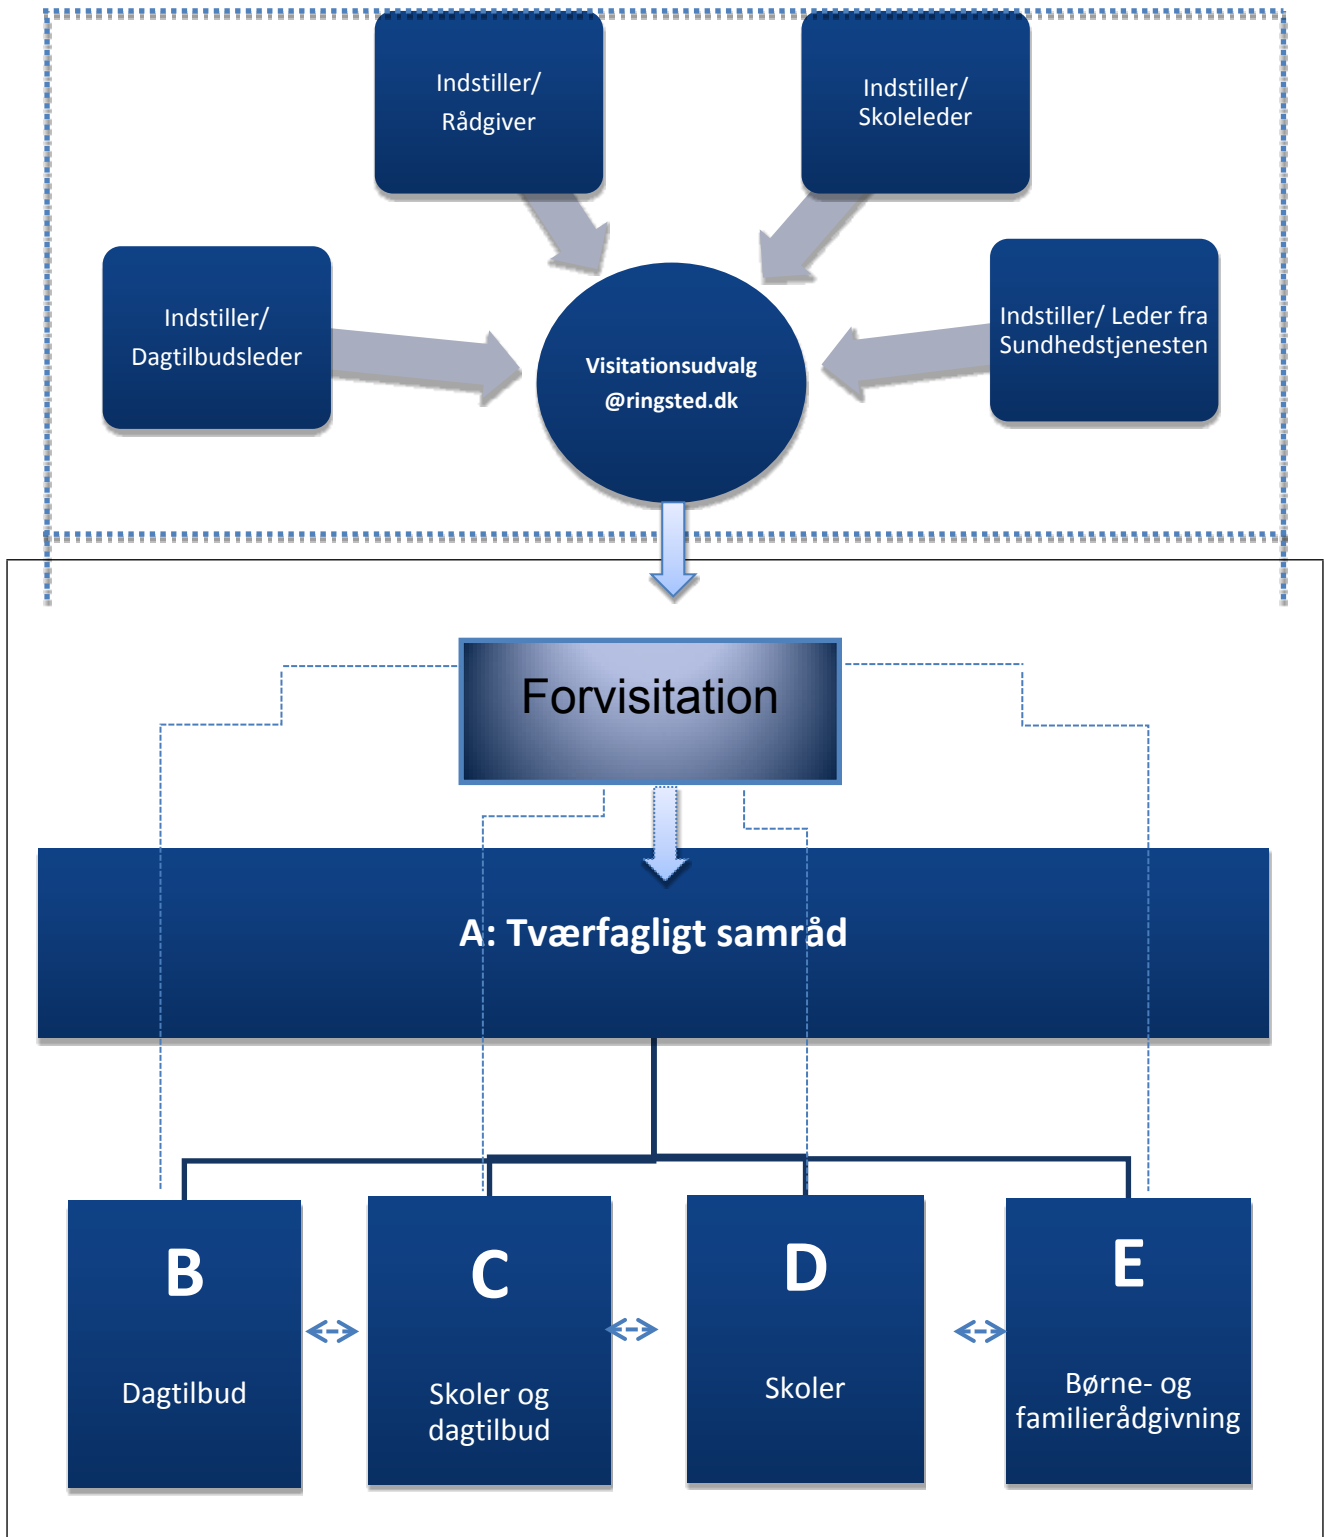 Indstiller/
Rådgiver
Indstiller/
Skoleleder
Indstiller/
Dagtilbudsleder
Visitationsudvalg
@ringsted.dk
Indstiller/ Leder fra
Sundhedstjenesten
Forvisitation
A: Tværfagligt samråd
B
Dagtilbud
C
Skoler og
dagtilbud
D
Skoler
E
Børne- og
familierådgivning